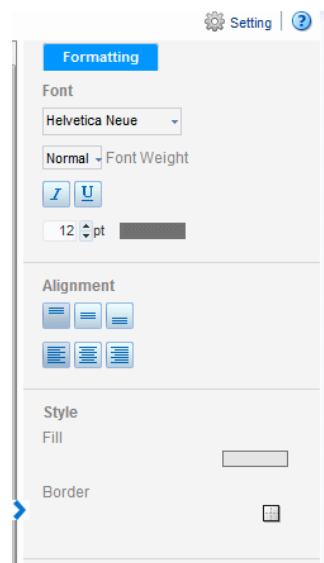 Setting | ?
Formatting
Font
Helvetica Neue
Normal Font Weight
I U
12 pt
Alignment
Style
Fill
Border